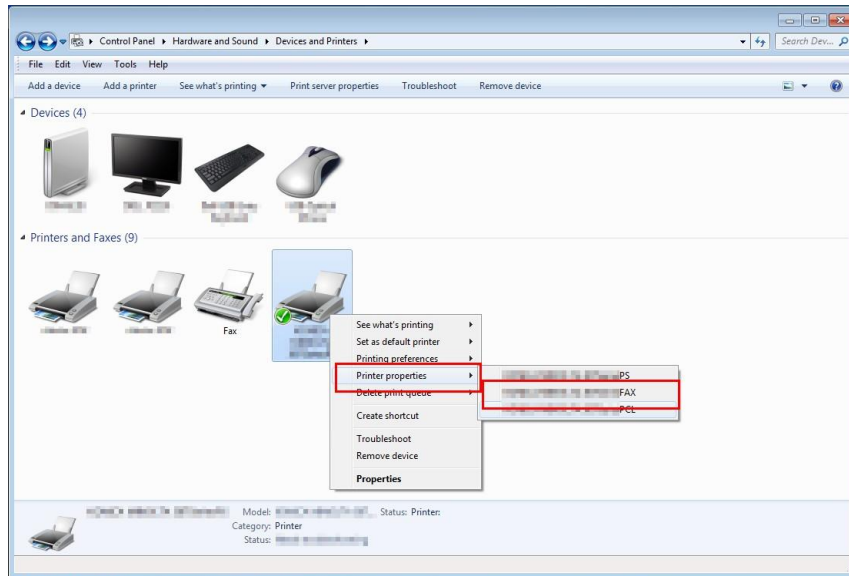 Control Panel Hardware and Sound Devices and Printers
Search Dev...
File Edit View Tools Help
Add a device Add a printer See what's printing Print server properties Troubleshoot Remove device
Devices (4)
Printers and Faxes (9)
Fax
See what's printing
Set as default printer
Printing preferences
Printer properties
Delete print queue
Create shortcut
Troubleshoot
Remove device
Properties
PS
FAX
PCL
Model: Status: Printer:
Category: Printer
Status: